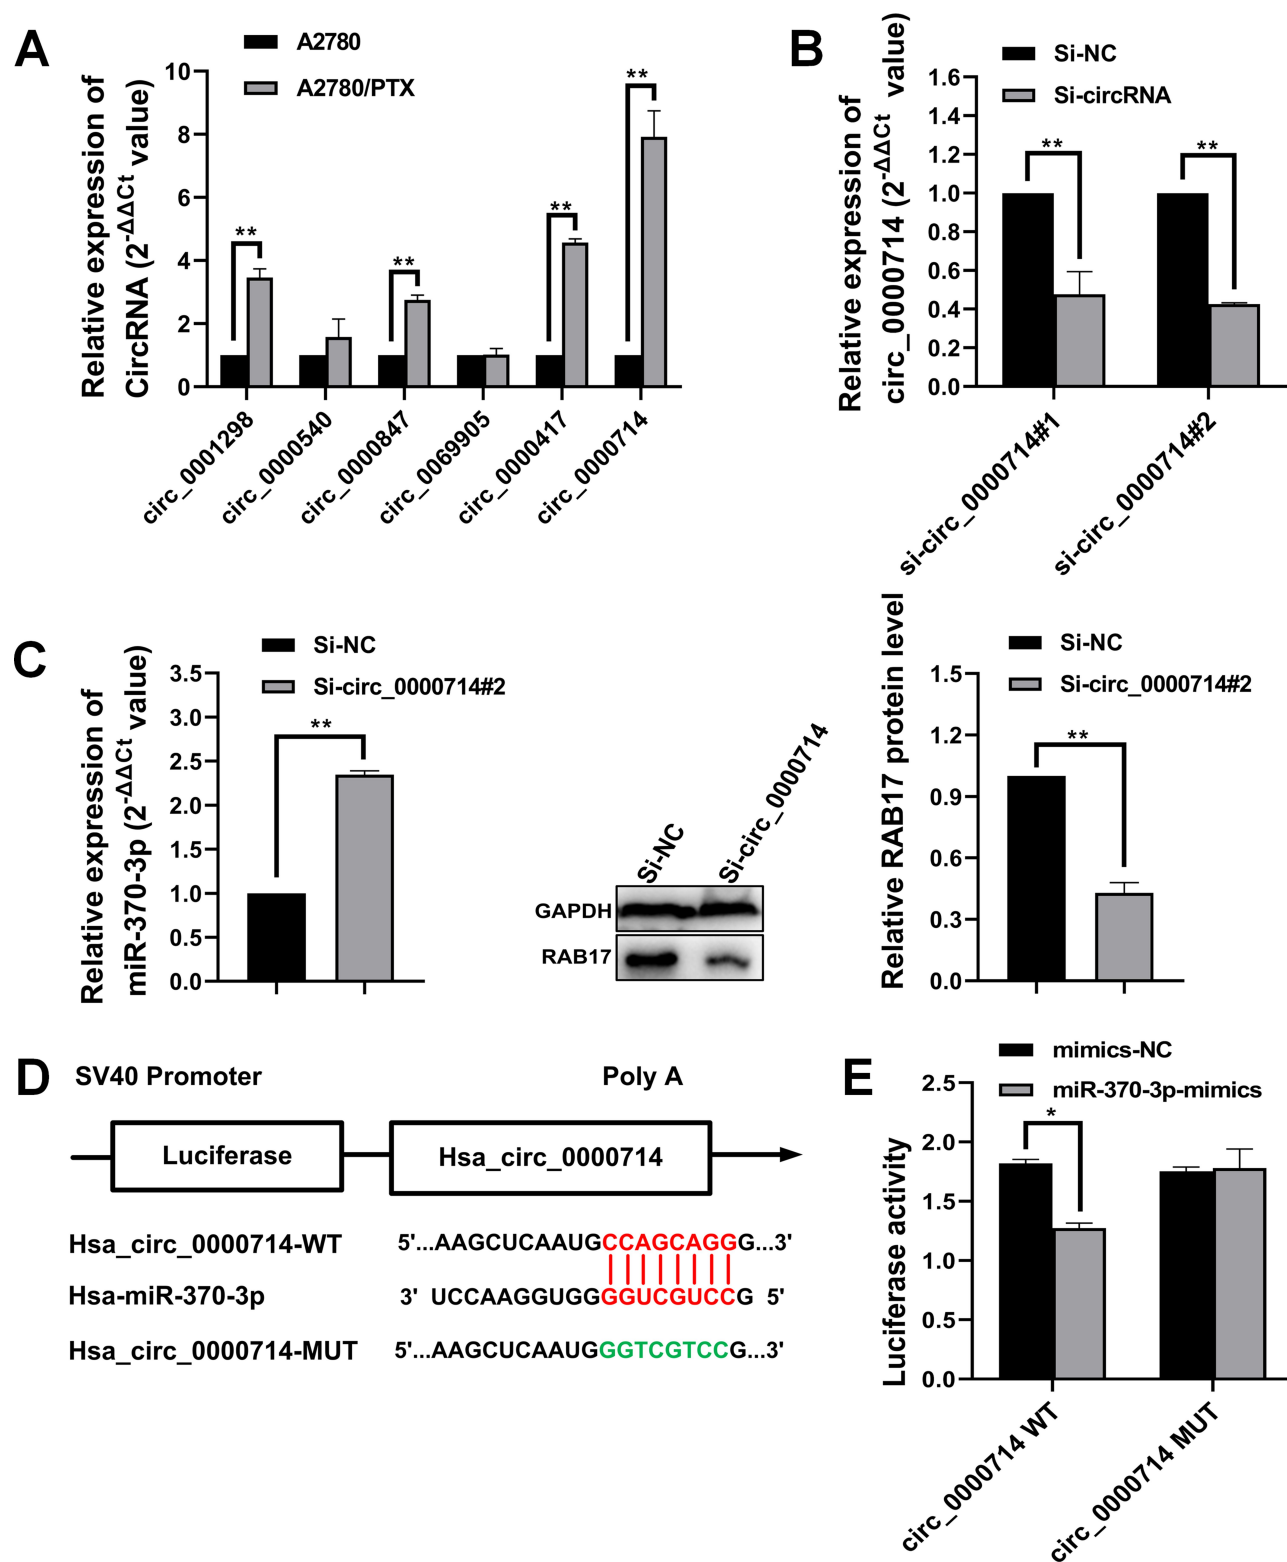 A
A2780
A2780/PTX
Relative expression of
CircRNA (2-ΔΔCt value)
10
8
6
4
2
0
**
**
**
**
circ_0001298
circ_0000540
circ_0000847
circ_0069905
circ_0000417
circ_0000714
B
Si-NC
Si-circRNA
Relative expression of
circ_0000714 (2-ΔΔCt value)
1.6
1.4
1.2
1.0
0.8
0.6
0.4
0.2
0.0
**
**
si-circ_0000714#1
si-circ_0000714#2
C
Si-NC
Si-circ_0000714#2
Relative expression of
miR-370-3p (2-ΔΔCt value)
3.5
3.0
2.5
2.0
1.5
1.0
0.5
0.0
**
Si-NC
Si-circ_0000714
GAPDH
RAB17
Si-NC
Si-circ_0000714#2
Relative RAB17 protein level
1.5
1.2
0.9
0.6
0.3
0.0
**
D
SV40 Promoter
Poly A
Luciferase
Hsa_circ_0000714
Hsa_circ_0000714-WT 5'...AAGCUCAAUGCCAGCAGGG...3'
Hsa-miR-370-3p 3' UCCAAGGUGGGGUCGUCCG 5'
Hsa_circ_0000714-MUT 5'...AAGCUCAAUGGGTCGTCCG...3'
E
mimics-NC
miR-370-3p-mimics
Luciferase activity
2.5
2.0
1.5
1.0
0.5
0.0
*
circ_0000714 WT
circ_0000714 MUT